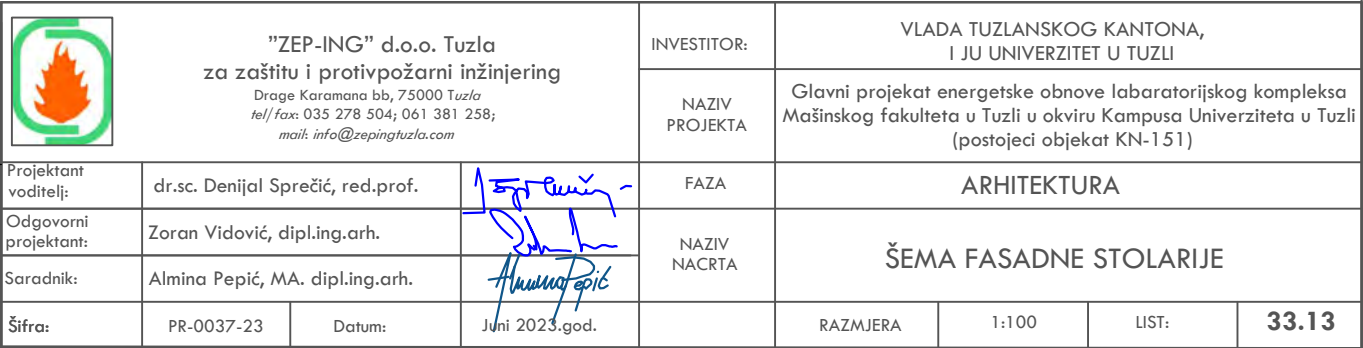 "ZEP-ING" d.o.o. Tuzla
za zaštitu i protivpožarni inžinjering
Drage Karamana bb, 75000 Tuzla
tel/fax: 035 278 504; 061 381 258;
mail: info@zepingtuzla.com
INVESTITOR:
VLADA TUZLANSKOG KANTONA,
I JU UNIVERZITET U TUZLI
NAZIV
PROJEKTA
Glavni projekat energetske obnove labaratorijskog kompleksa
Mašinskog fakulteta u Tuzli u okviru Kampusa Univerziteta u Tuzli
(postojeci objekat KN-151)
Projektant
voditelj:
dr.sc. Denijal Sprečić, red.prof.
FAZA
ARHITEKTURA
Odgovorni
projektant:
Zoran Vidović, dipl.ing.arh.
NAZIV
NACRTA
ŠEMA FASADNE STOLARIJE
Saradnik:
Almina Pepić, MA. dipl.ing.arh.
Almina Pepić
Šifra:
PR-0037-23
Datum:
Juni 2023.god.
RAZMJERA
1:100
LIST:
33.13